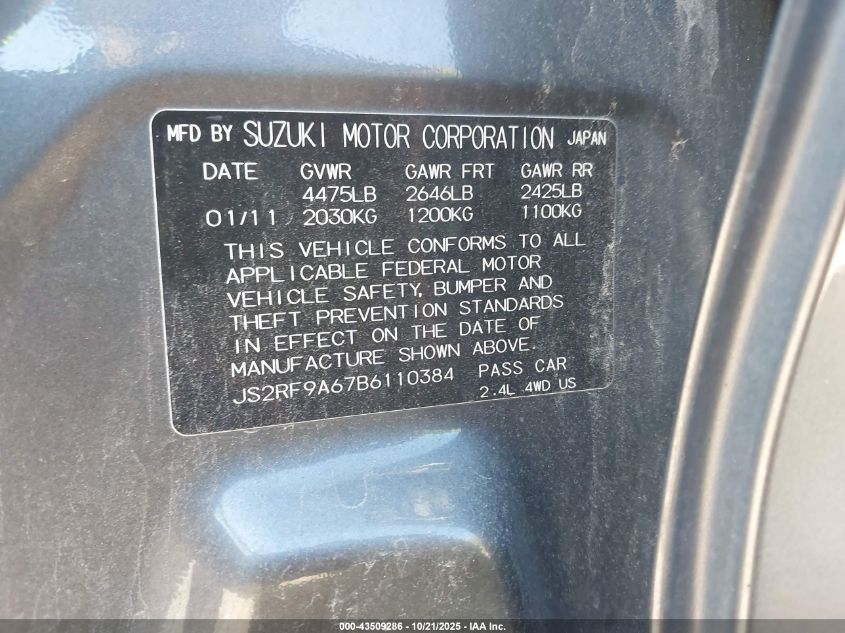 MFD BY SUZUKI MOTOR CORPORATION JAPAN
DATE GVWR GAWR FRT GAWR RR
4475LB 2646LB 2425LB
01/11 2030KG 1200KG 1100KG
THIS VEHICLE CONFORMS TO ALL
APPLICABLE FEDERAL MOTOR
VEHICLE SAFETY, BUMPER AND
THEFT PREVENTION STANDARDS
IN EFFECT ON THE DATE OF
MANUFACTURE SHOWN ABOVE.
JS2RF9A67B6110384 PASS CAR
2.4L 4WD US
000-43509286 - 10/21/2025 - IAA Inc.